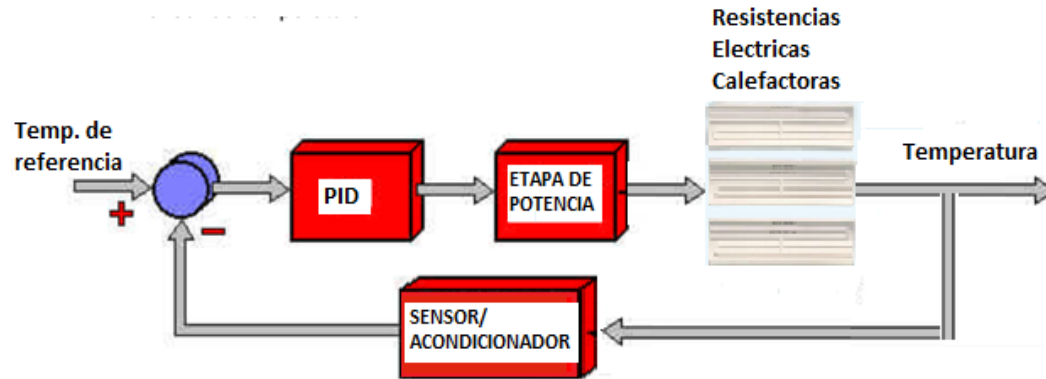 Resistencias
Electricas
Calefactoras
Temp. de
referencia
+
−
PID
ETAPA DE
POTENCIA
Temperatura
SENSOR/
ACONDICIONADOR